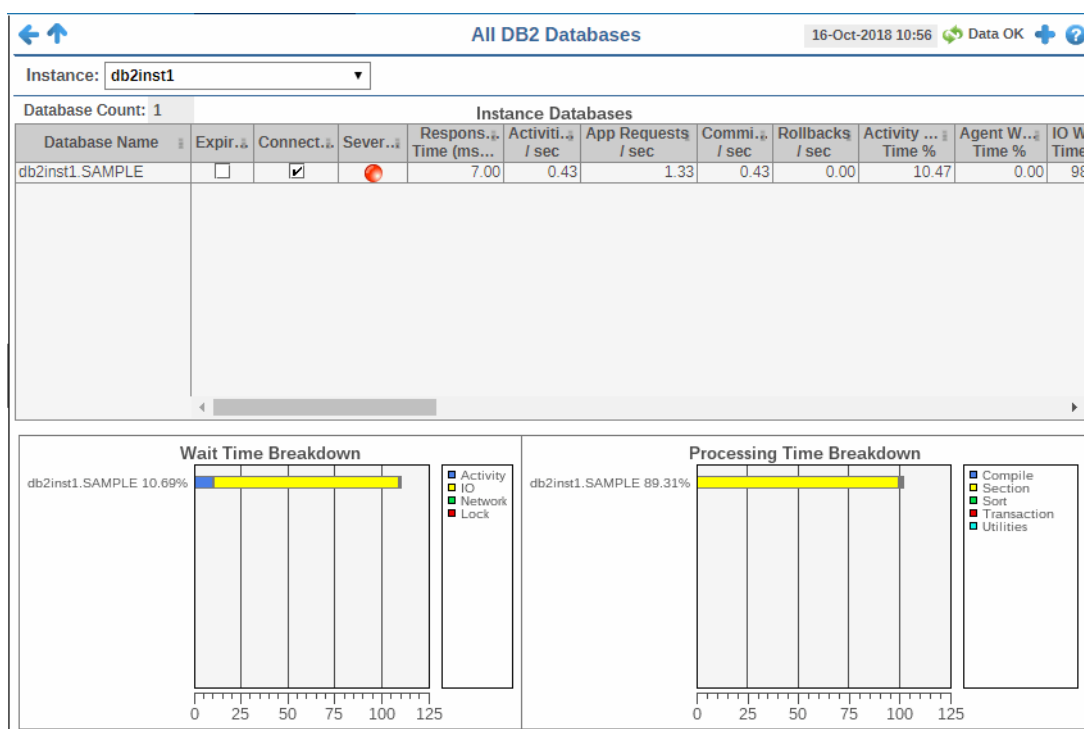 All DB2 Databases
16-Oct-2018 10:56 Data OK
Instance: db2inst1
Database Count: 1
Instance Databases
Database Name Expir.. Connect.. Sever.. Respons.. Time (ms... Activiti.. / sec App Requests / sec Commi.. / sec Rollbacks / sec Activity ... Time % Agent W... Time % IO W Time
db2inst1.SAMPLE 7.00 0.43 1.33 0.43 0.00 10.47 0.00 98
Wait Time Breakdown
db2inst1.SAMPLE 10.69%
Activity
IO
Network
Lock
0 25 50 75 100 125
Processing Time Breakdown
db2inst1.SAMPLE 89.31%
Compile
Section
Sort
Transaction
Utilities
0 25 50 75 100 125